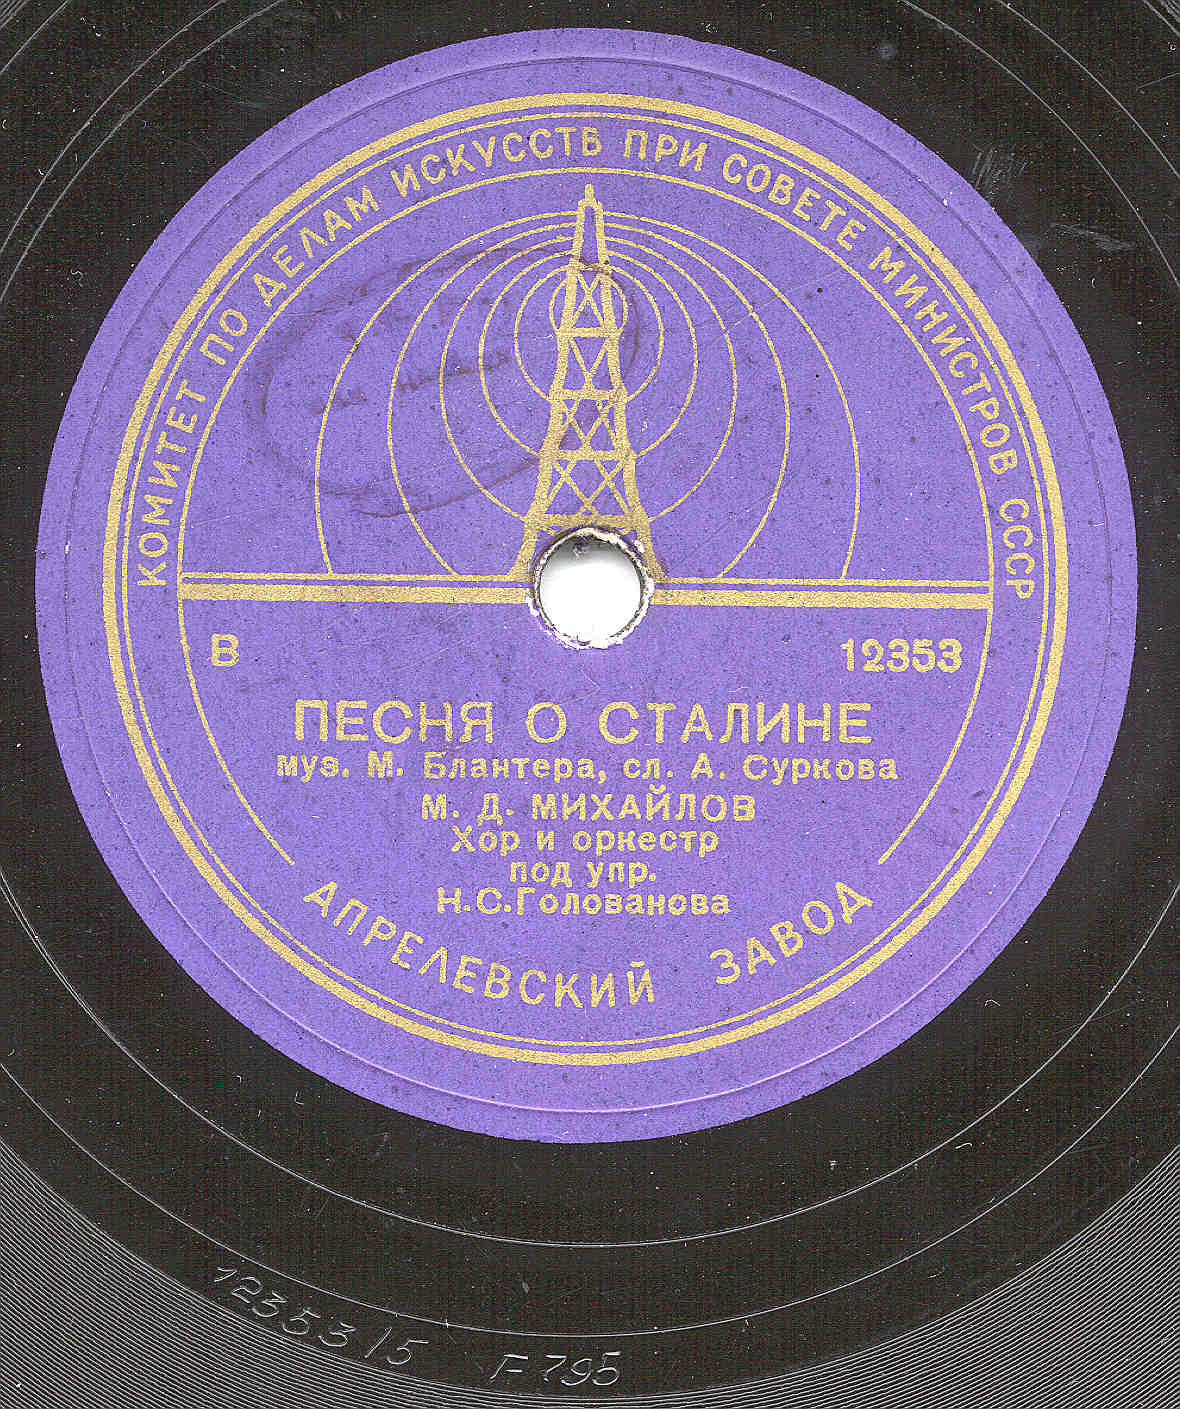 КОМИТЕТ ПО ДЕЛАМ ИСКУССТВ ПРИ СОВЕТЕ МИНИСТРОВ СССР
В 12353
ПЕСНЯ О СТАЛИНЕ
муз. М. Блантера, сл. А. Суркова
М. Д. МИХАЙЛОВ
Хор и оркестр
под упр.
Н.С.Голованова
АПРЕЛЕВСКИЙ ЗАВОД
12353/5 F 795